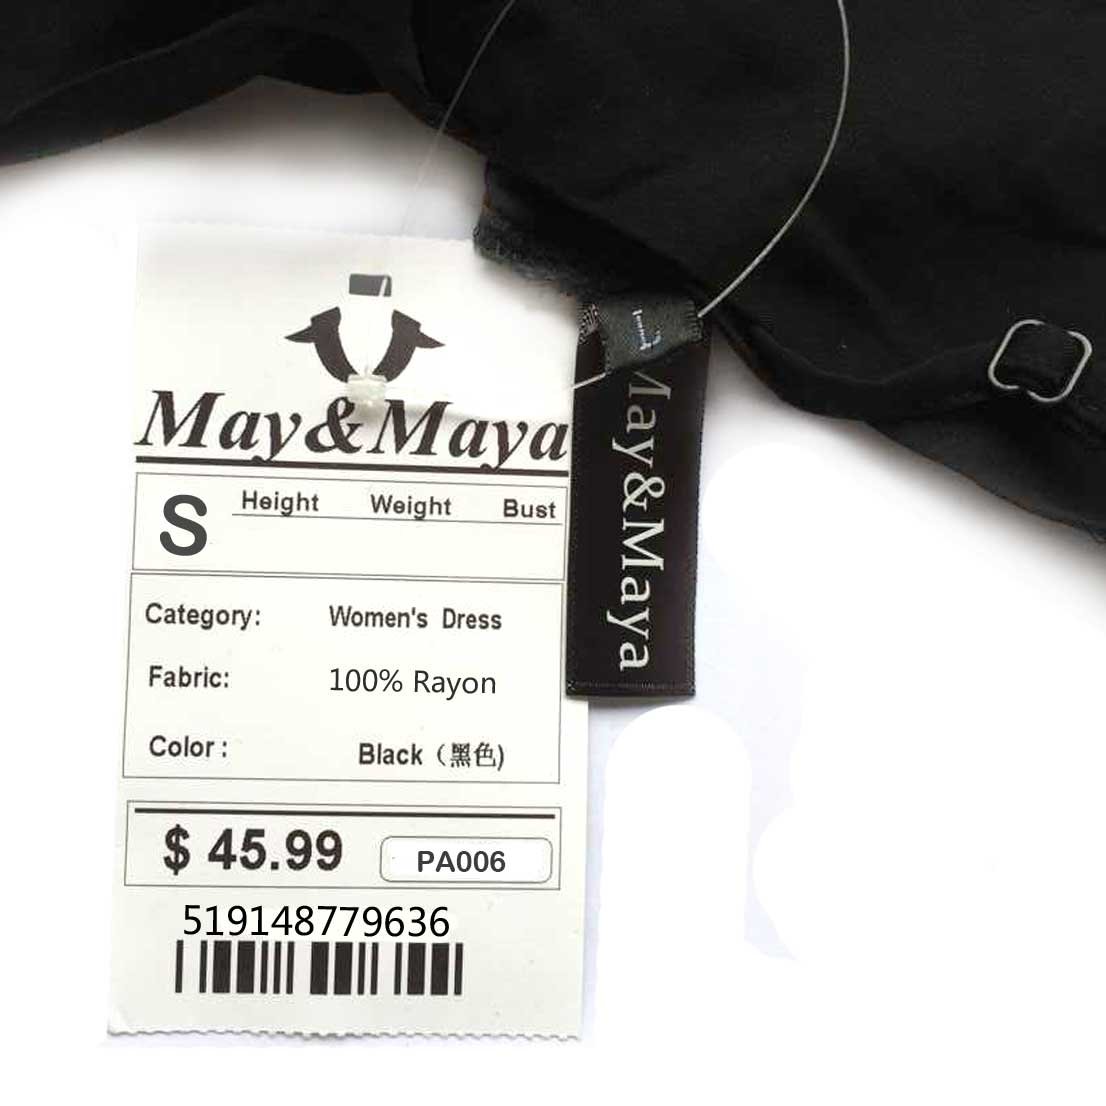 May&Maya
S Height Weight Bust
Category: Women's Dress
Fabric: 100% Rayon
Color : Black（黑色)
$ 45.99 PA006
519148779636
May&Maya